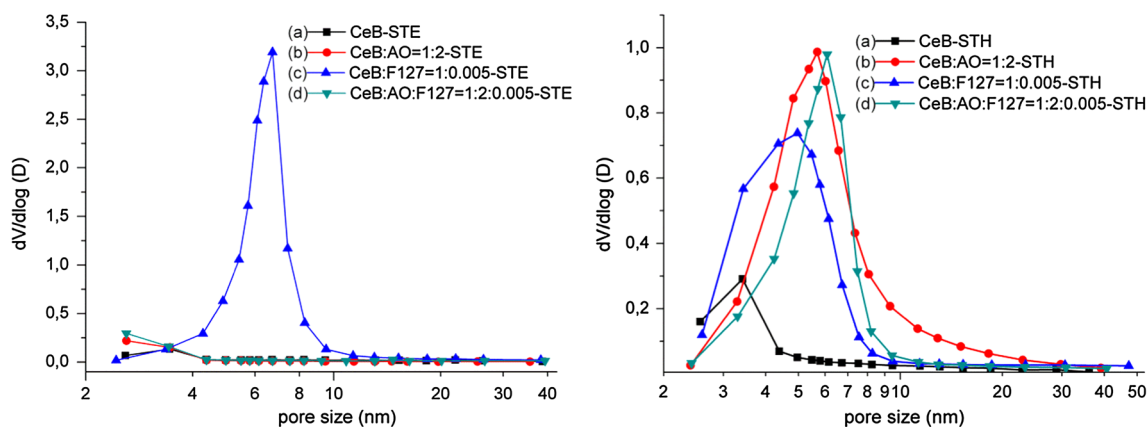 3,5
3,0
2,5
2,0
1,5
1,0
0,5
0,0
dV/dlog (D)
(a) CeB-STE
(b) CeB:AO=1:2-STE
(c) CeB:F127=1:0.005-STE
(d) CeB:AO:F127=1:2:0.005-STE
2 4 6 8 10 20 40
pore size (nm)
1,0
0,8
0,6
0,4
0,2
dV/dlog (D)
(a) CeB-STH
(b) CeB:AO=1:2-STH
(c) CeB:F127=1:0.005-STH
(d) CeB:AO:F127=1:2:0.005-STH
2 3 4 5 6 7 8 910 20 30 40 50
pore size (nm)